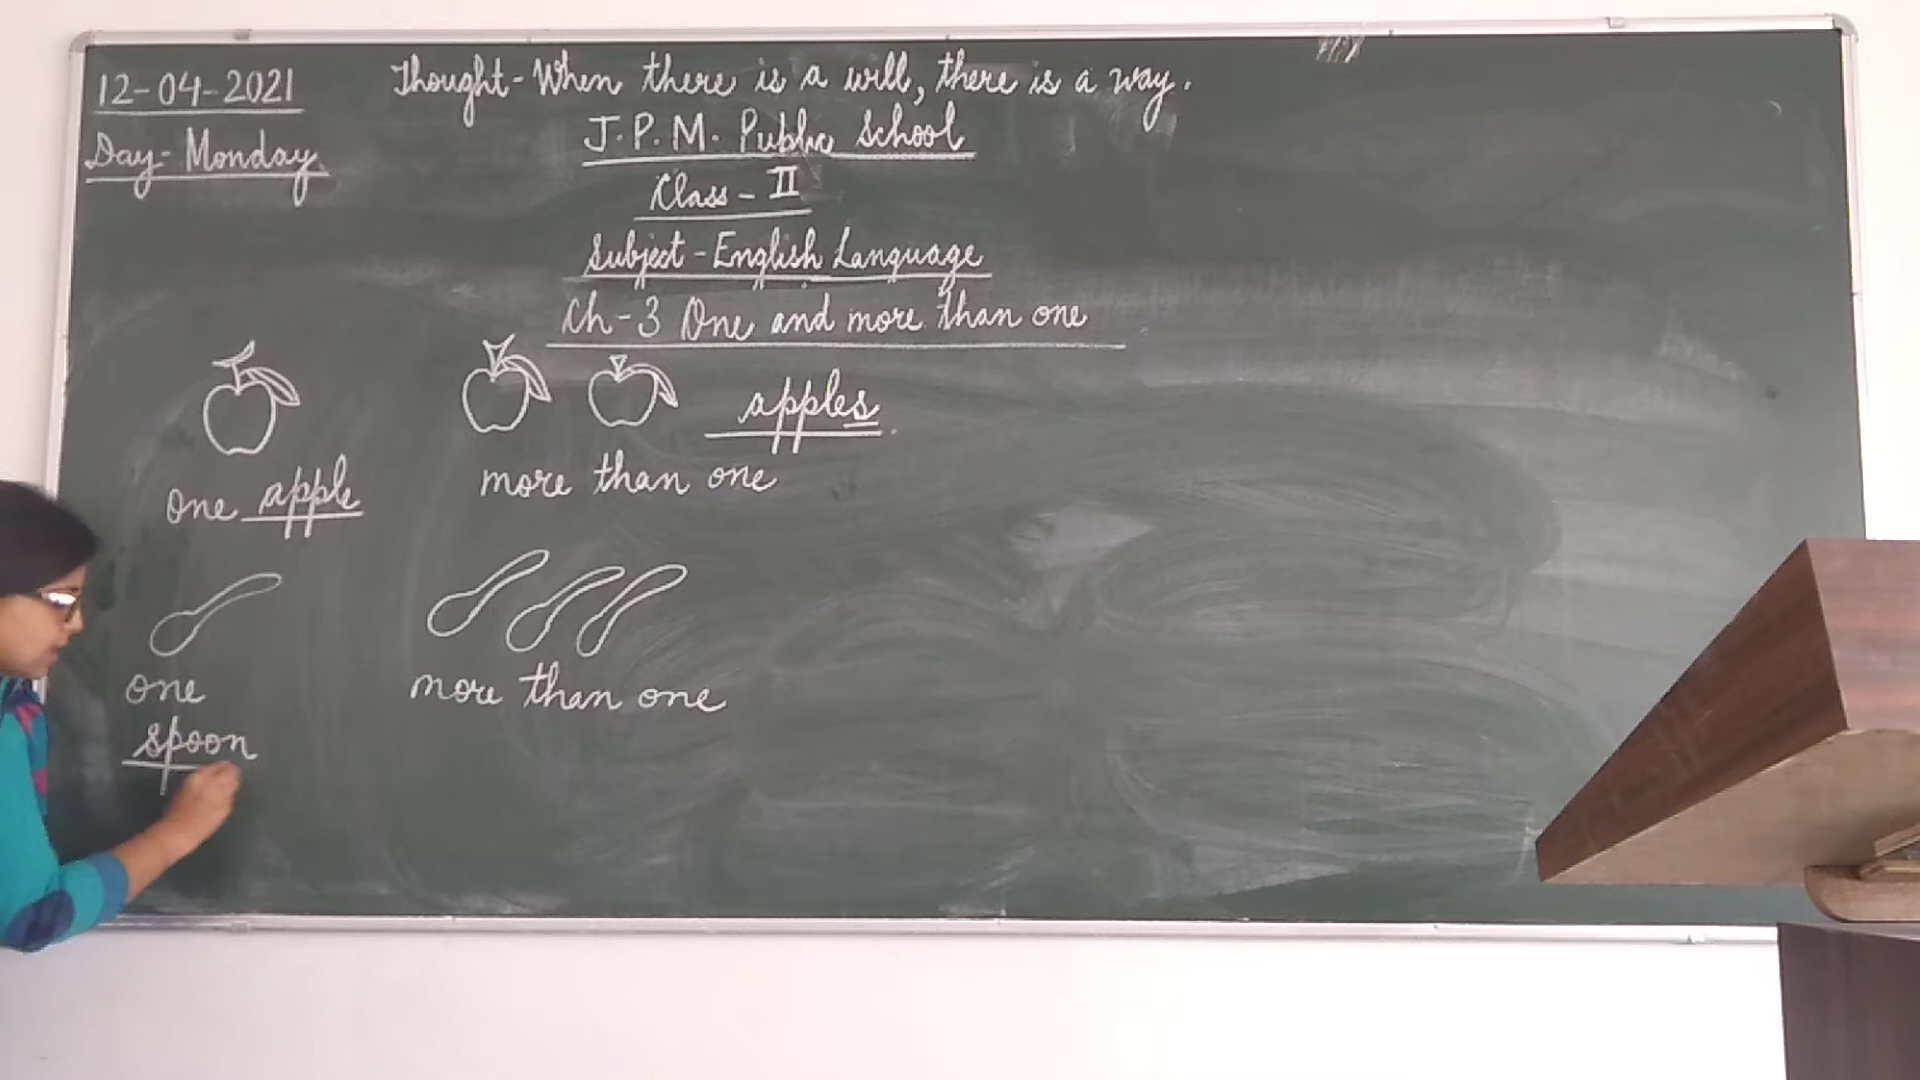 12-04-2021
Thought - When there is a will, there is a way.
Day - Monday
J.P.M. Public School
Class - II
Subject - English Language
Ch - 3 One and more than one
apples.
one apple
more than one
one
spoon
more than one